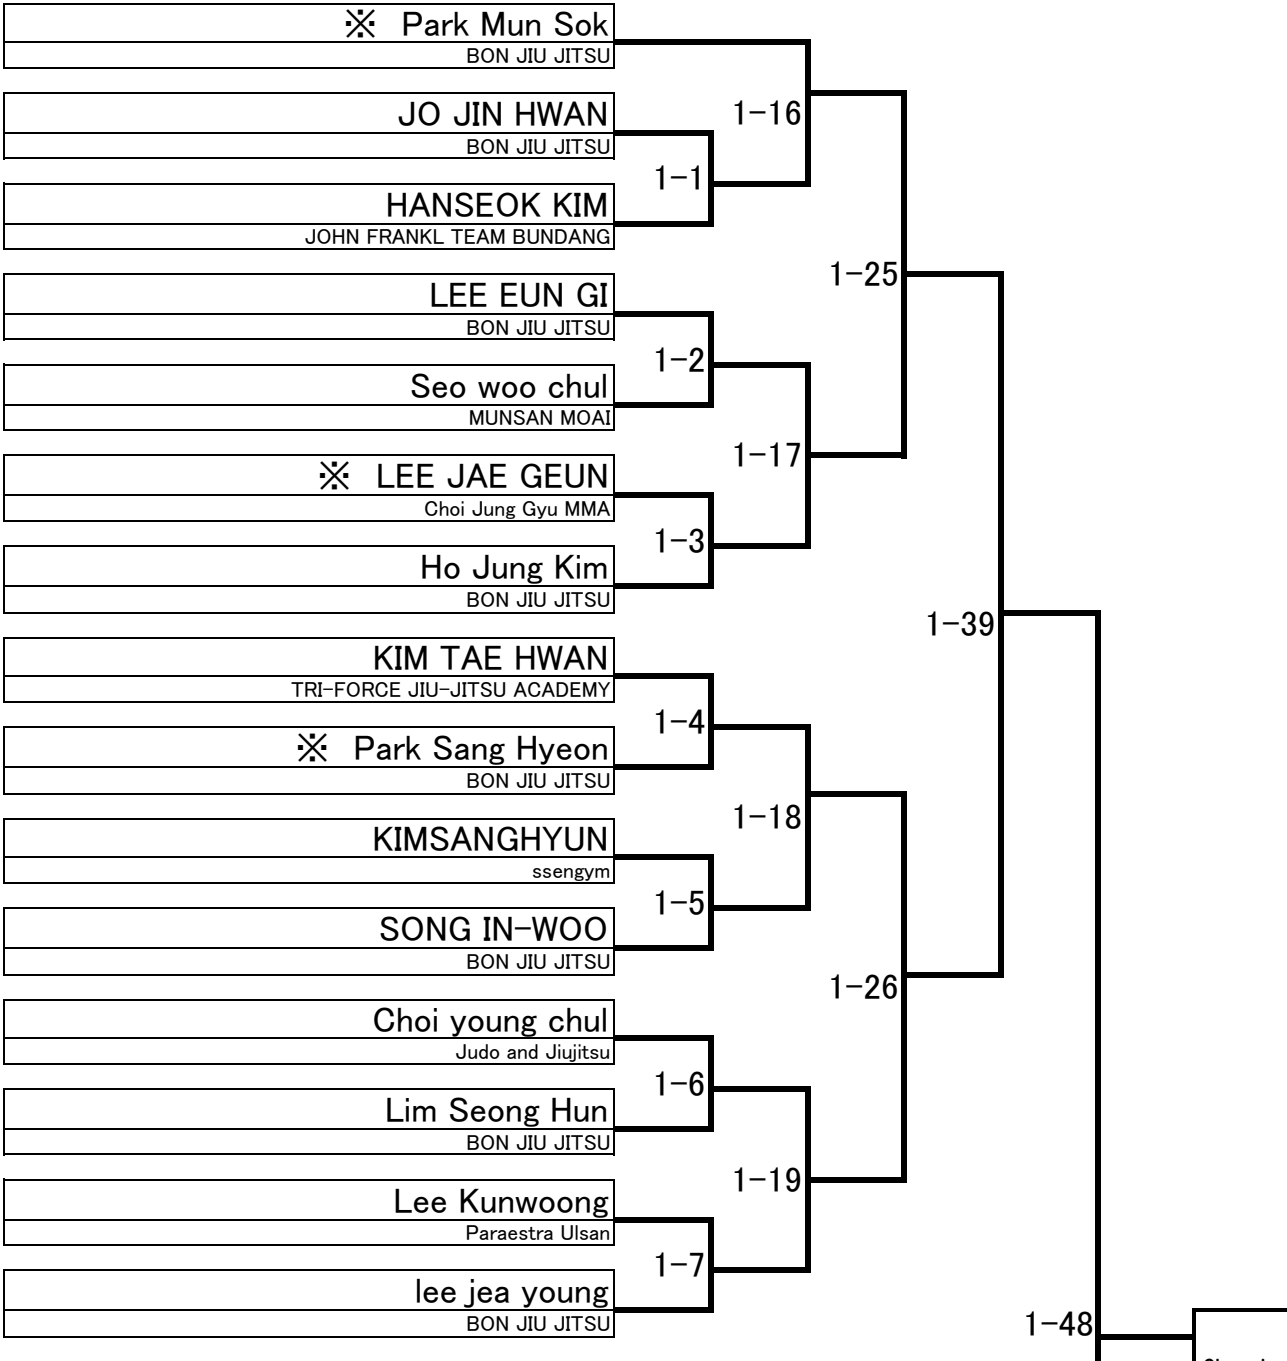 ※ Park Mun Sok
BON JIU JITSU
JO JIN HWAN
BON JIU JITSU
1-16
1-1
HANSEOK KIM
JOHN FRANKL TEAM BUNDANG
1-25
LEE EUN GI
BON JIU JITSU
1-2
Seo woo chul
MUNSAN MOAI
1-17
※ LEE JAE GEUN
Choi Jung Gyu MMA
1-3
Ho Jung Kim
BON JIU JITSU
1-39
KIM TAE HWAN
TRI-FORCE JIU-JITSU ACADEMY
1-4
※ Park Sang Hyeon
BON JIU JITSU
1-18
KIMSANGHYUN
ssengym
1-5
SONG IN-WOO
BON JIU JITSU
1-26
Choi young chul
Judo and Jiujitsu
1-6
Lim Seong Hun
BON JIU JITSU
1-19
Lee Kunwoong
Paraestra Ulsan
1-7
lee jea young
BON JIU JITSU
1-48